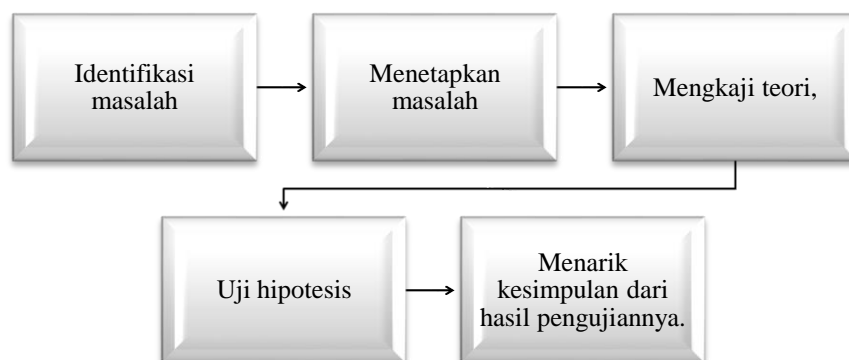 Identifikasi
masalah
Menetapkan
masalah
Mengkaji teori,
Uji hipotesis
Menarik
kesimpulan dari
hasil pengujiannya.